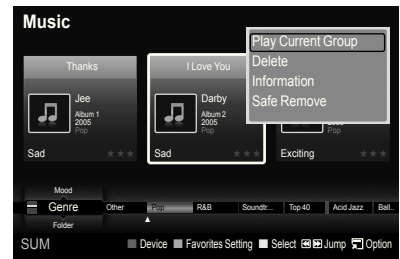 Music
Play Current Group
Delete
Information
Safe Remove
Thanks
I Love You
Jee
Album 1
2005
Pop
Darby
Album 2
2005
Pop
2005
Pop
Sad
Sad
Exciting
Mood
Genre
Other
Pop
R&B
Soundtr...
Top 40
Acid Jazz
Ball..
Folder
SUM
Device
Favorites Setting
Select
Jump
Option